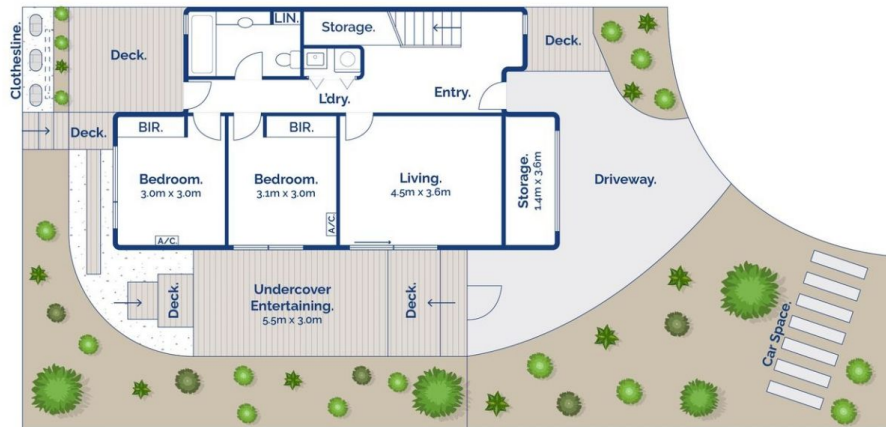 LIN.
Storage.
Deck.
Deck.
Clothesline.
L'dry.
Entry.
Deck.
BIR.
BIR.
Bedroom.
3.0m x 3.0m
Bedroom.
3.1m x 3.0m
Living.
4.5m x 3.6m
Storage.
1.4m x 3.6m
Driveway.
A/C.
A/C.
Deck.
Undercover
Entertaining.
5.5m x 3.0m
Deck.
Car Space.